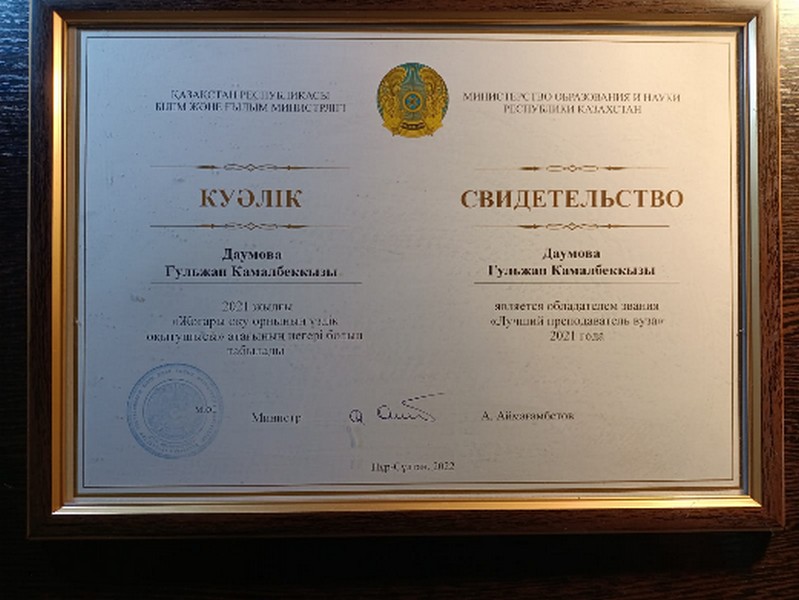 ҚАЗАҚСТАН РЕСПУБЛИКАСЫ
БІЛІМ ЖӘНЕ ҒЫЛЫМ МИНИСТРЛІГІ
КУӘЛІК
Даумова
Гульжан Камалбеккызы
2021 жылғы
«Жоғары оқу орнының үздік
оқытушысы» атағының иегері болып
табылады
МИНИСТЕРСТВО ОБРАЗОВАНИЯ И НАУКИ
РЕСПУБЛИКИ КАЗАХСТАН
СВИДЕТЕЛЬСТВО
Даумова
Гульжан Камалбеккызы
является обладателем звания
«Лучший преподаватель вуза»
2021 года
М.О.
Министр
А. Аймагамбетов
Нұр-Сұлтан, 2022